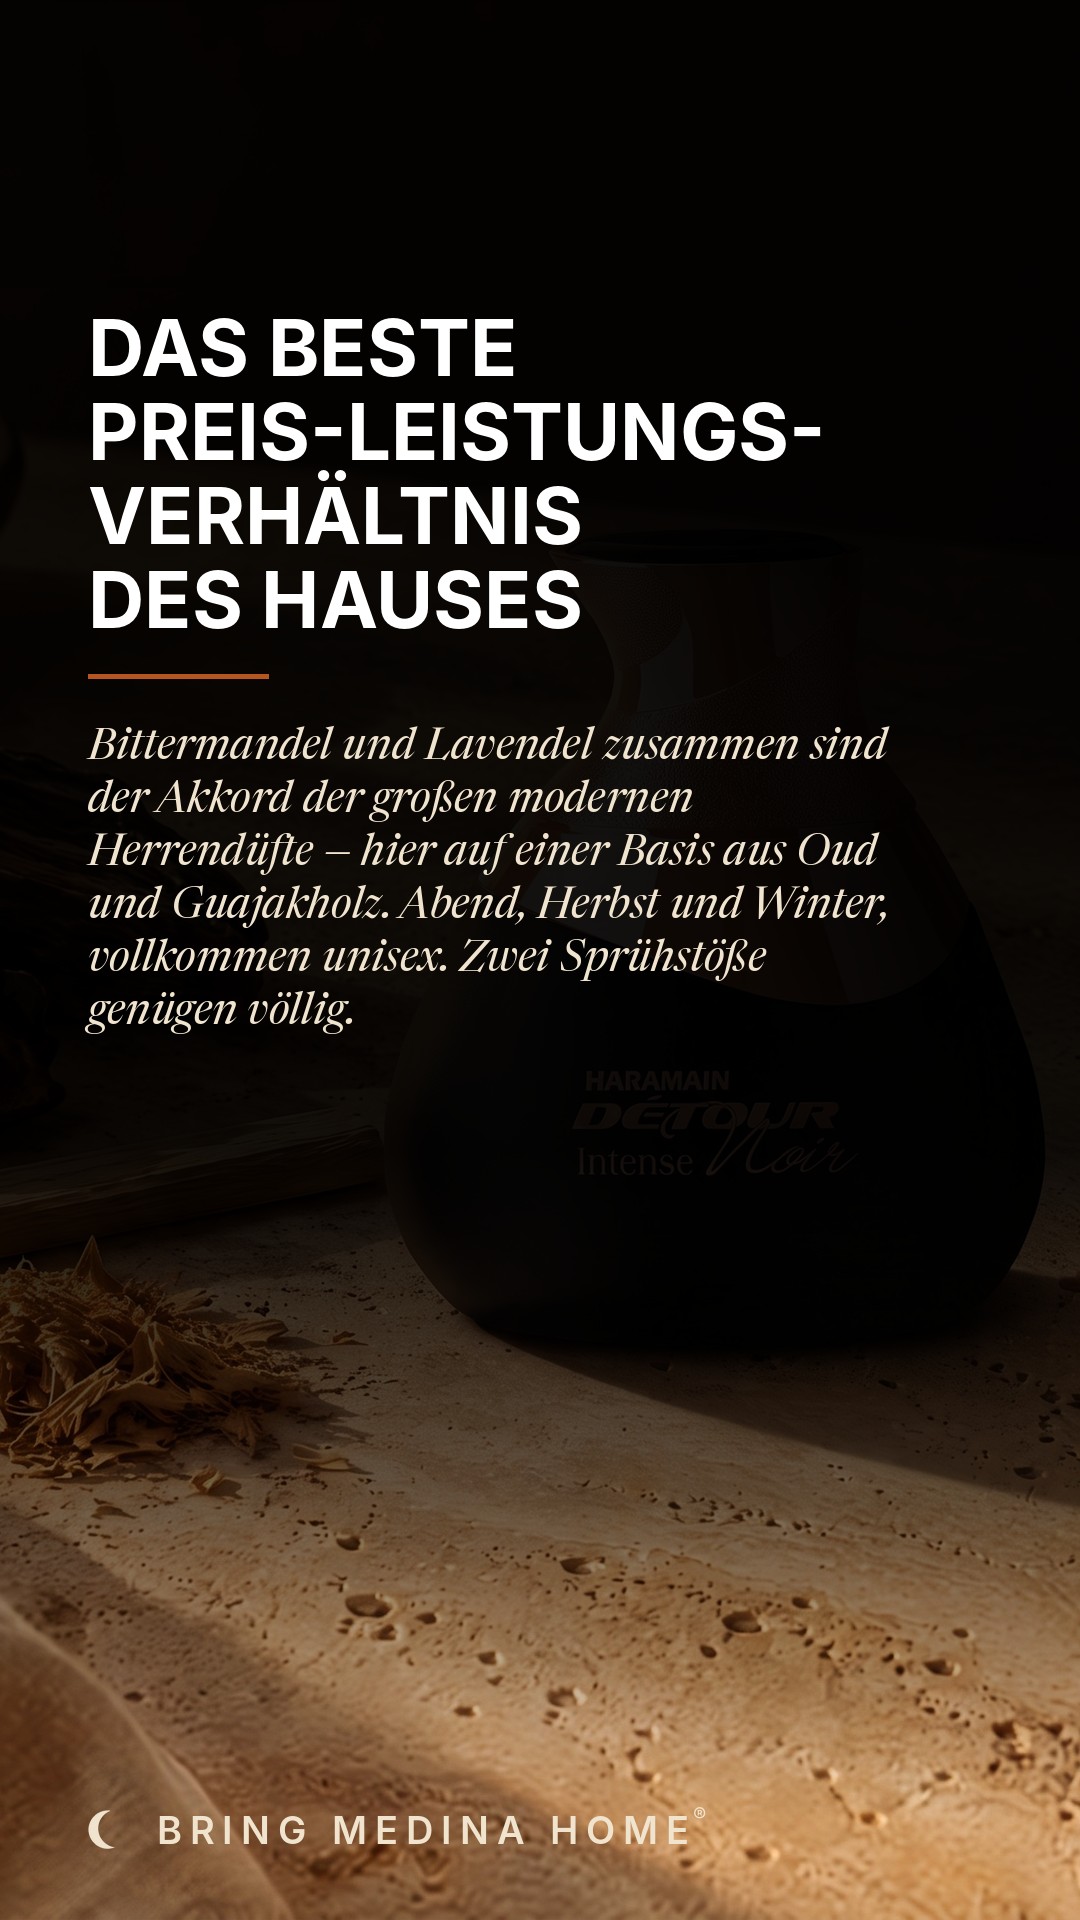 DAS BESTE
PREIS-LEISTUNGS-
VERHÄLTNIS
DES HAUSES
Bittermandel und Lavendel zusammen sind
der Akkord der großen modernen
Herrendüfte – hier auf einer Basis aus Oud
und Guajakholz. Abend, Herbst und Winter,
vollkommen unisex. Zwei Sprühstöße
genügen völlig.
HARAMAIN
DÉTOUR
Intense Noir
BRING MEDINA HOME®